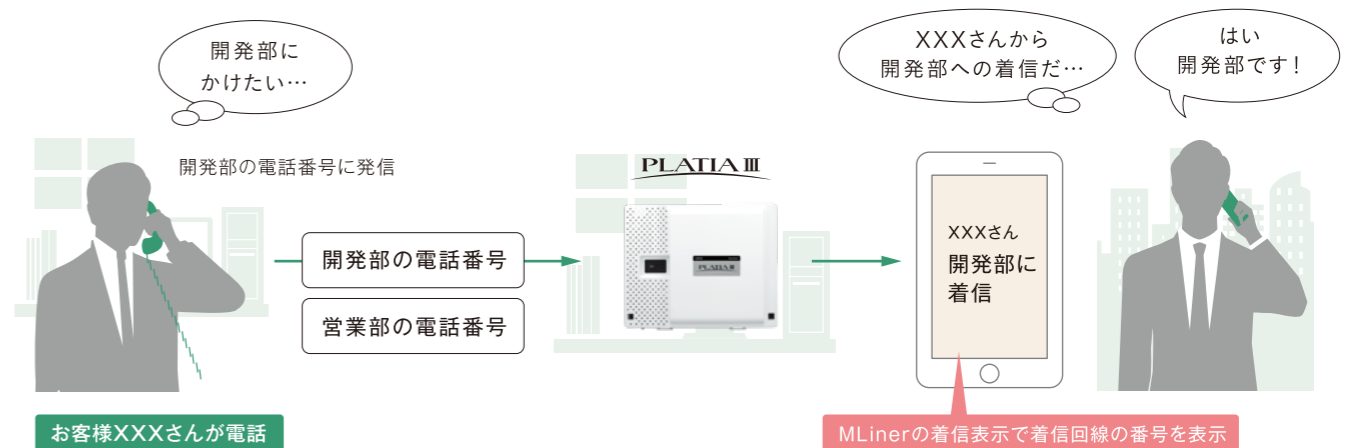 開発部に
かけたい…
XXXさんから
開発部への着信だ…
はい
開発部です!
開発部の電話番号に発信
PLATIA III
開発部の電話番号
営業部の電話番号
PLATIA III
XXXさん
開発部に
着信
お客様XXXさんが電話
MLinerの着信表示で着信回線の番号を表示